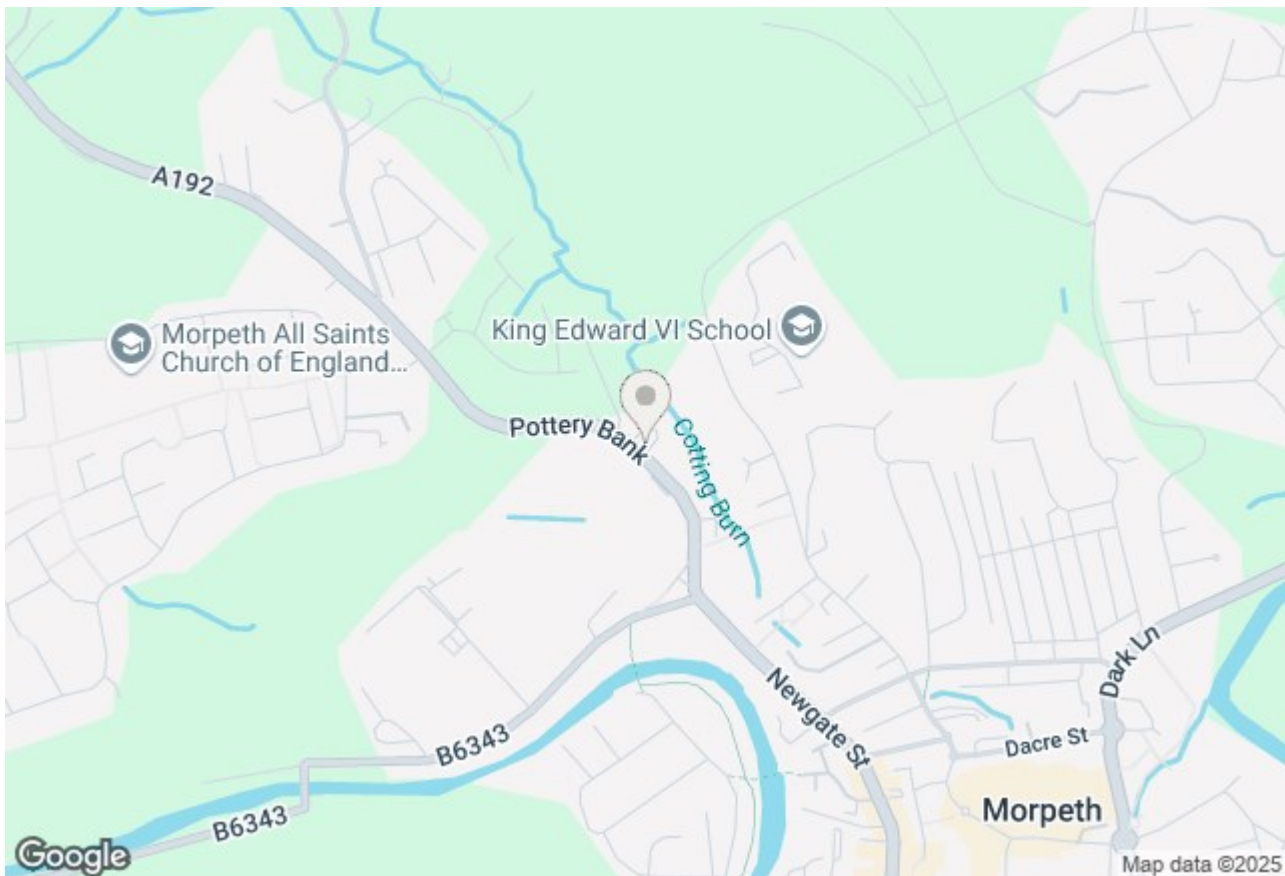 A192
Morpeth All Saints
Church of England...
King Edward VI School
Pottery Bank
Cotting Burn
Newgate St
Dark Ln
Dacre St
B6343
B6343
Morpeth
Google
Map data ©2025